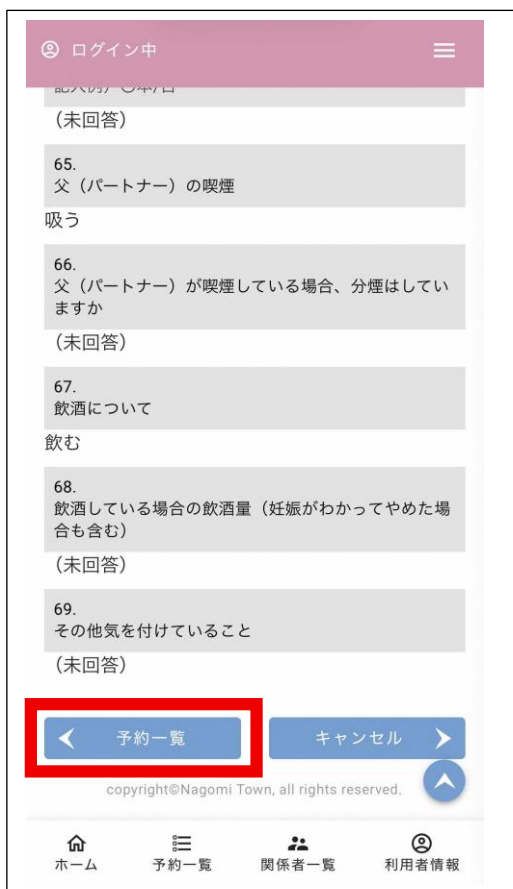 ログイン中
(未回答)
65.
父（パートナー）の喫煙
吸う
66.
父（パートナー）が喫煙している場合、分煙はしてい
ますか
(未回答)
67.
飲酒について
飲む
68.
飲酒している場合の飲酒量（妊娠がわかってやめた場
合も含む）
(未回答)
69.
その他気を付けていること
(未回答)
予約一覧
キャンセル
copyright©Nagomi Town, all rights reserved.
ホーム
予約一覧
関係者一覧
利用者情報